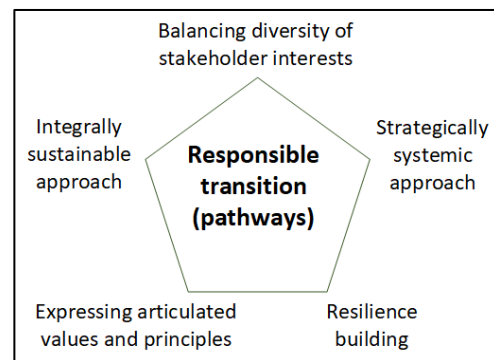 Balancing diversity of
stakeholder interests
Integrally
sustainable
approach
Responsible
transition
(pathways)
Strategically
systemic
approach
Expressing articulated
values and principles
Resilience
building